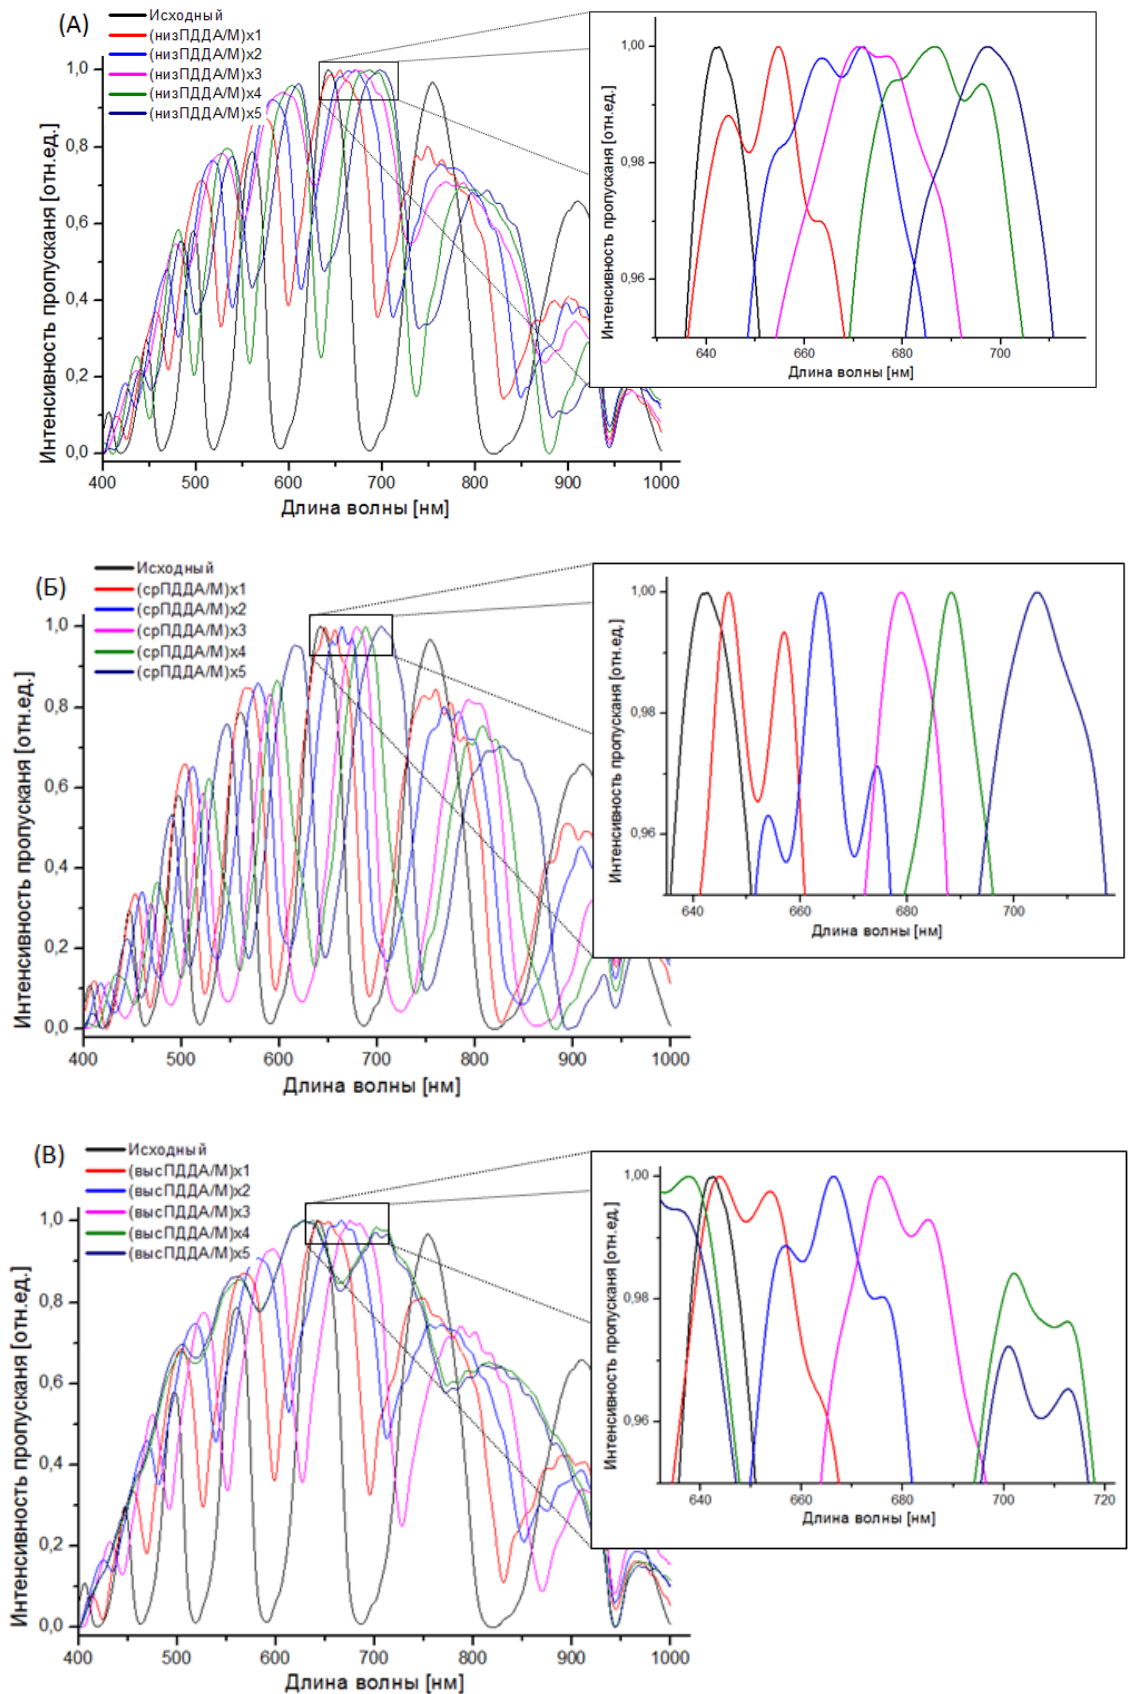 (А)
Исходный
(низПДДА/М)x1
(низПДДА/М)x2
(низПДДА/М)x3
(низПДДА/М)x4
(низПДДА/М)x5
Интенсивность пропусканя [отн.ед.]
1,0
0,8
0,6
0,4
0,2
0,0
400
500
600
700
800
900
1000
Длина волны [нм]
Интенсивность пропусканя [отн.ед.]
1,00
0,98
0,96
640
660
680
700
Длина волны [нм]
(Б)
Исходный
(срПДДА/М)x1
(срПДДА/М)x2
(срПДДА/М)x3
(срПДДА/М)x4
(срПДДА/М)x5
Интенсивность пропусканя [отн.ед.]
1,0
0,8
0,6
0,4
0,2
0,0
400
500
600
700
800
900
1000
Длина волны [нм]
Интенсивность пропусканя [отн.ед.]
1,00
0,98
0,96
640
660
680
700
Длина волны [нм]
(В)
Исходный
(высПДДА/М)x1
(высПДДА/М)x2
(высПДДА/М)x3
(высПДДА/М)x4
(высПДДА/М)x5
Интенсивность пропусканя [отн.ед.]
1,0
0,8
0,6
0,4
0,2
0,0
400
500
600
700
800
900
1000
Длина волны [нм]
Интенсивность пропусканя [отн.ед.]
1,00
0,98
0,96
640
660
680
700
720
Длина волны [нм]